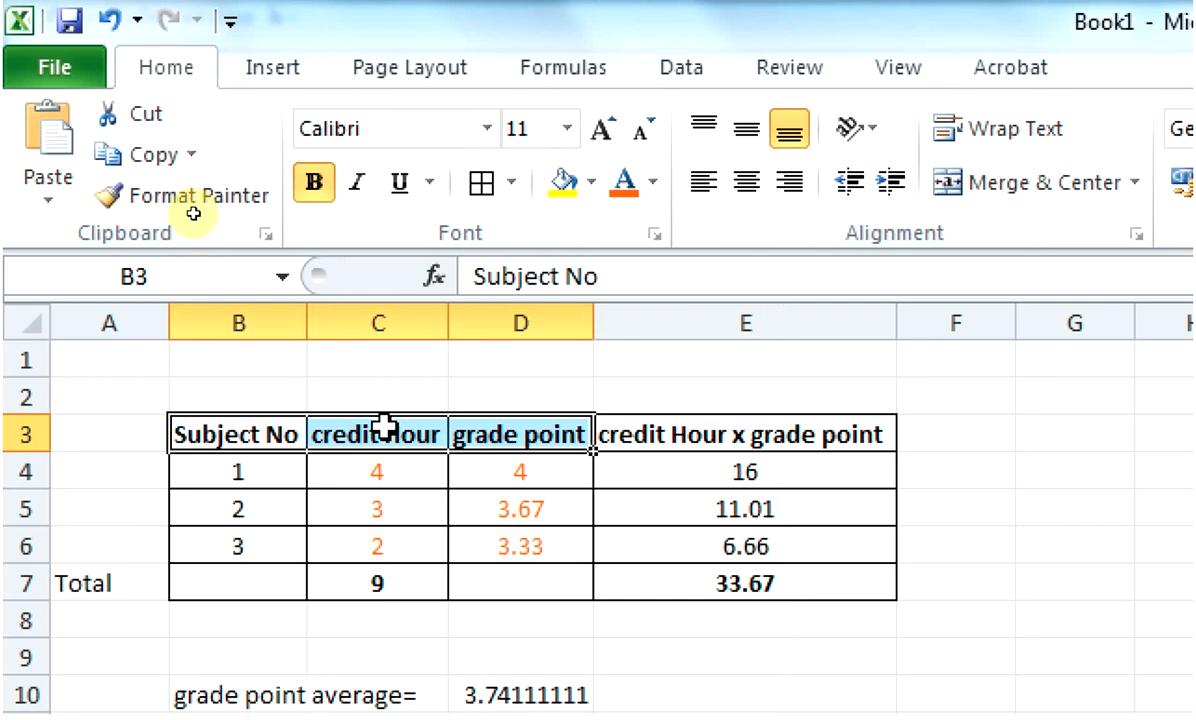 Book1 - Mi
File Home Insert Page Layout Formulas Data Review View Acrobat
Paste
Cut
Copy
Format Painter
Clipboard
Calibri 11
B I U
Font
Wrap Text
Merge & Center
Alignment
Ge
B3 fx Subject No
A B C D E F G
1
2
3 Subject No credit Hour grade point credit Hour x grade point
4 1 4 4 16
5 2 3 3.67 11.01
6 3 2 3.33 6.66
7 Total 9 33.67
8
9
10 grade point average= 3.74111111